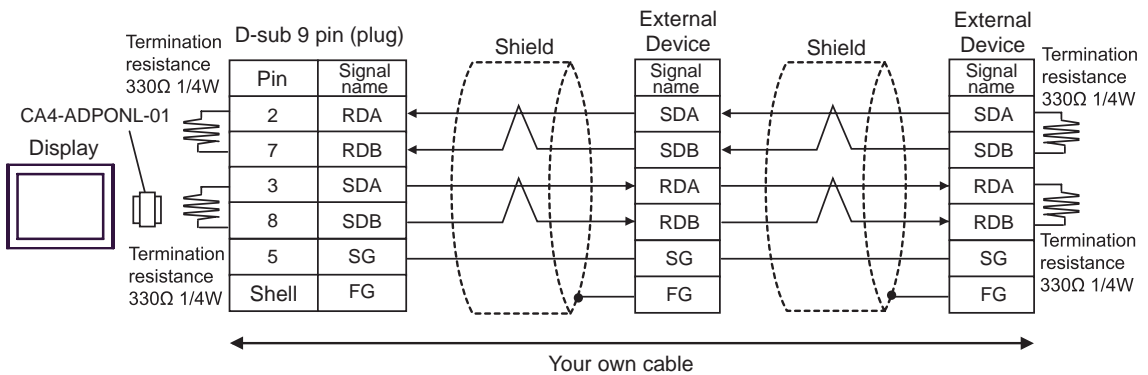 External
Device
External
Device
D-sub 9 pin (plug)
Termination
resistance
330Ω 1/4W
Shield
Shield
Termination
resistance
330Ω 1/4W
CA4-ADPONL-01
Display
Pin
Signal
name
2
RDA
7
RDB
3
SDA
8
SDB
5
SG
Shell
FG
Signal
name
SDA
SDB
RDA
RDB
SG
FG
Signal
name
SDA
SDB
RDA
RDB
SG
FG
Termination
resistance
330Ω 1/4W
Termination
resistance
330Ω 1/4W
Your own cable